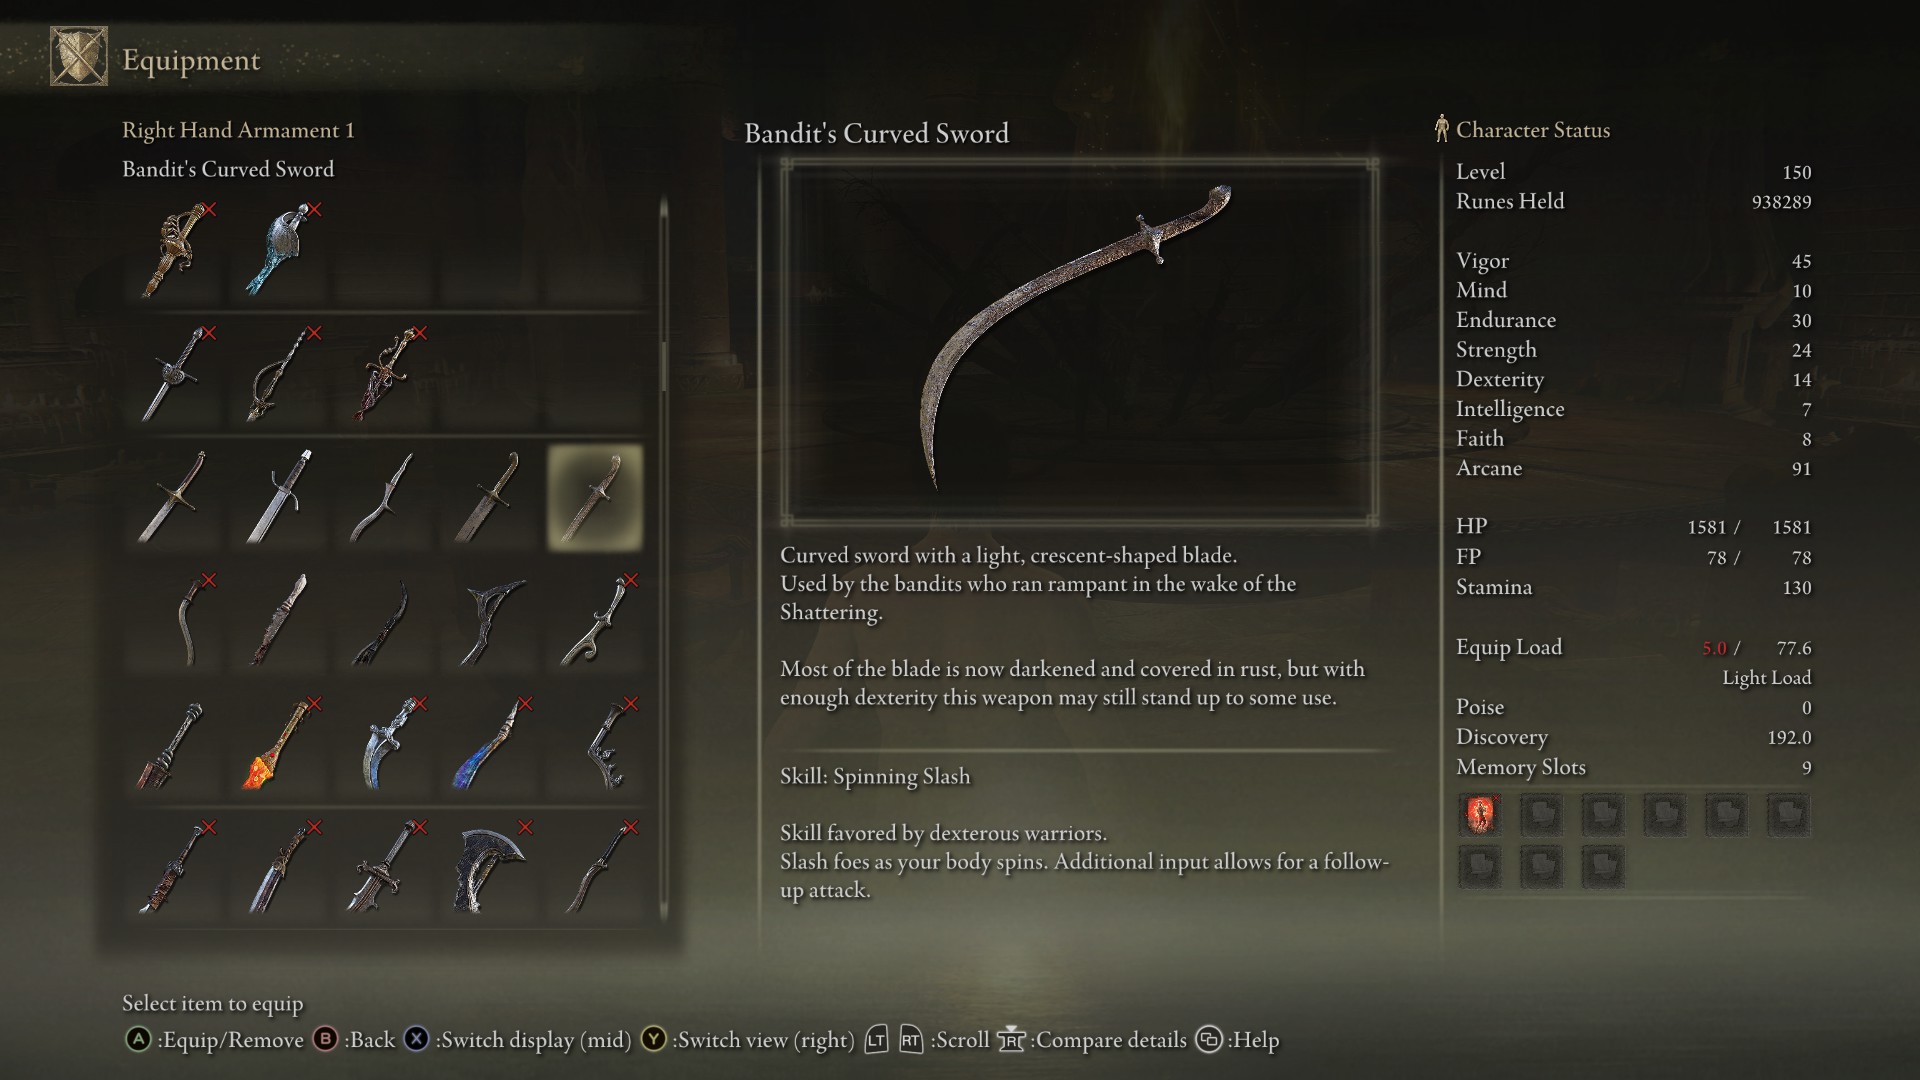 Equipment
Right Hand Armament 1
Bandit's Curved Sword
Bandit's Curved Sword
Curved sword with a light, crescent-shaped blade.
Used by the bandits who ran rampant in the wake of the
Shattering.
Most of the blade is now darkened and covered in rust, but with
enough dexterity this weapon may still stand up to some use.
Skill: Spinning Slash
Skill favored by dexterous warriors.
Slash foes as your body spins. Additional input allows for a follow-
up attack.
Character Status
Level 150
Runes Held 938289
Vigor 45
Mind 10
Endurance 30
Strength 24
Dexterity 14
Intelligence 7
Faith 8
Arcane 91
HP 1581 / 1581
FP 78 / 78
Stamina 130
Equip Load 5.0 / 77.6
Light Load
Poise 0
Discovery 192.0
Memory Slots 9
Select item to equip
A :Equip/Remove B :Back X :Switch display (mid) Y :Switch view (right) LT RT :Scroll R :Compare details :Help